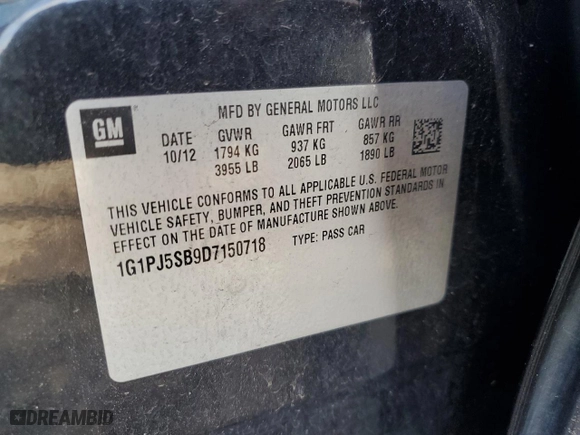 MFD BY GENERAL MOTORS LLC
GM
DATE GVWR GAWR FRT GAWR RR
10/12 1794 KG 937 KG 857 KG
3955 LB 2065 LB 1890 LB
THIS VEHICLE CONFORMS TO ALL APPLICABLE U.S. FEDERAL MOTOR
VEHICLE SAFETY, BUMPER, AND THEFT PREVENTION STANDARDS IN
EFFECT ON THE DATE OF MANUFACTURE SHOWN ABOVE.
1G1PJ5SB9D7150718 TYPE: PASS CAR
DREAMBID